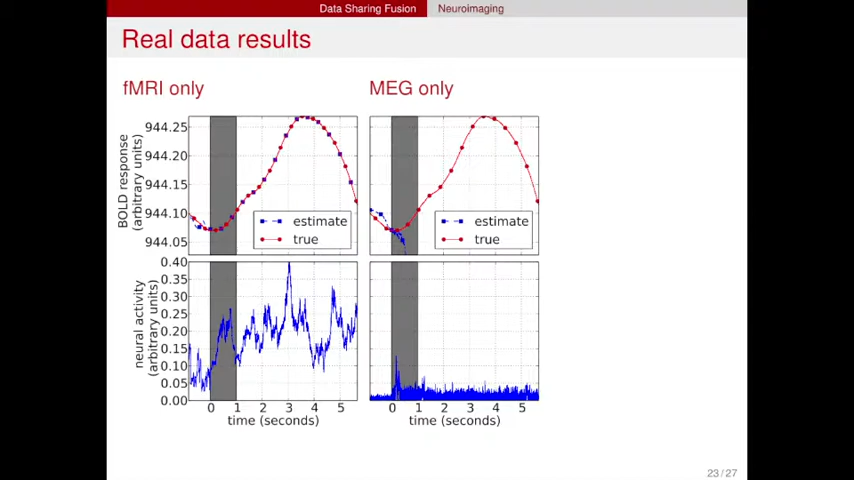 Data Sharing Fusion Neuroimaging
Real data results
fMRI only MEG only
BOLD response
(arbitrary units)
944.25
944.20
944.15
944.10
944.05
estimate
true
estimate
true
neural activity
(arbitrary units)
0.40
0.35
0.30
0.25
0.20
0.15
0.10
0.05
0.00
0 1 2 3 4 5
time (seconds)
0 1 2 3 4 5
time (seconds)
23 / 27